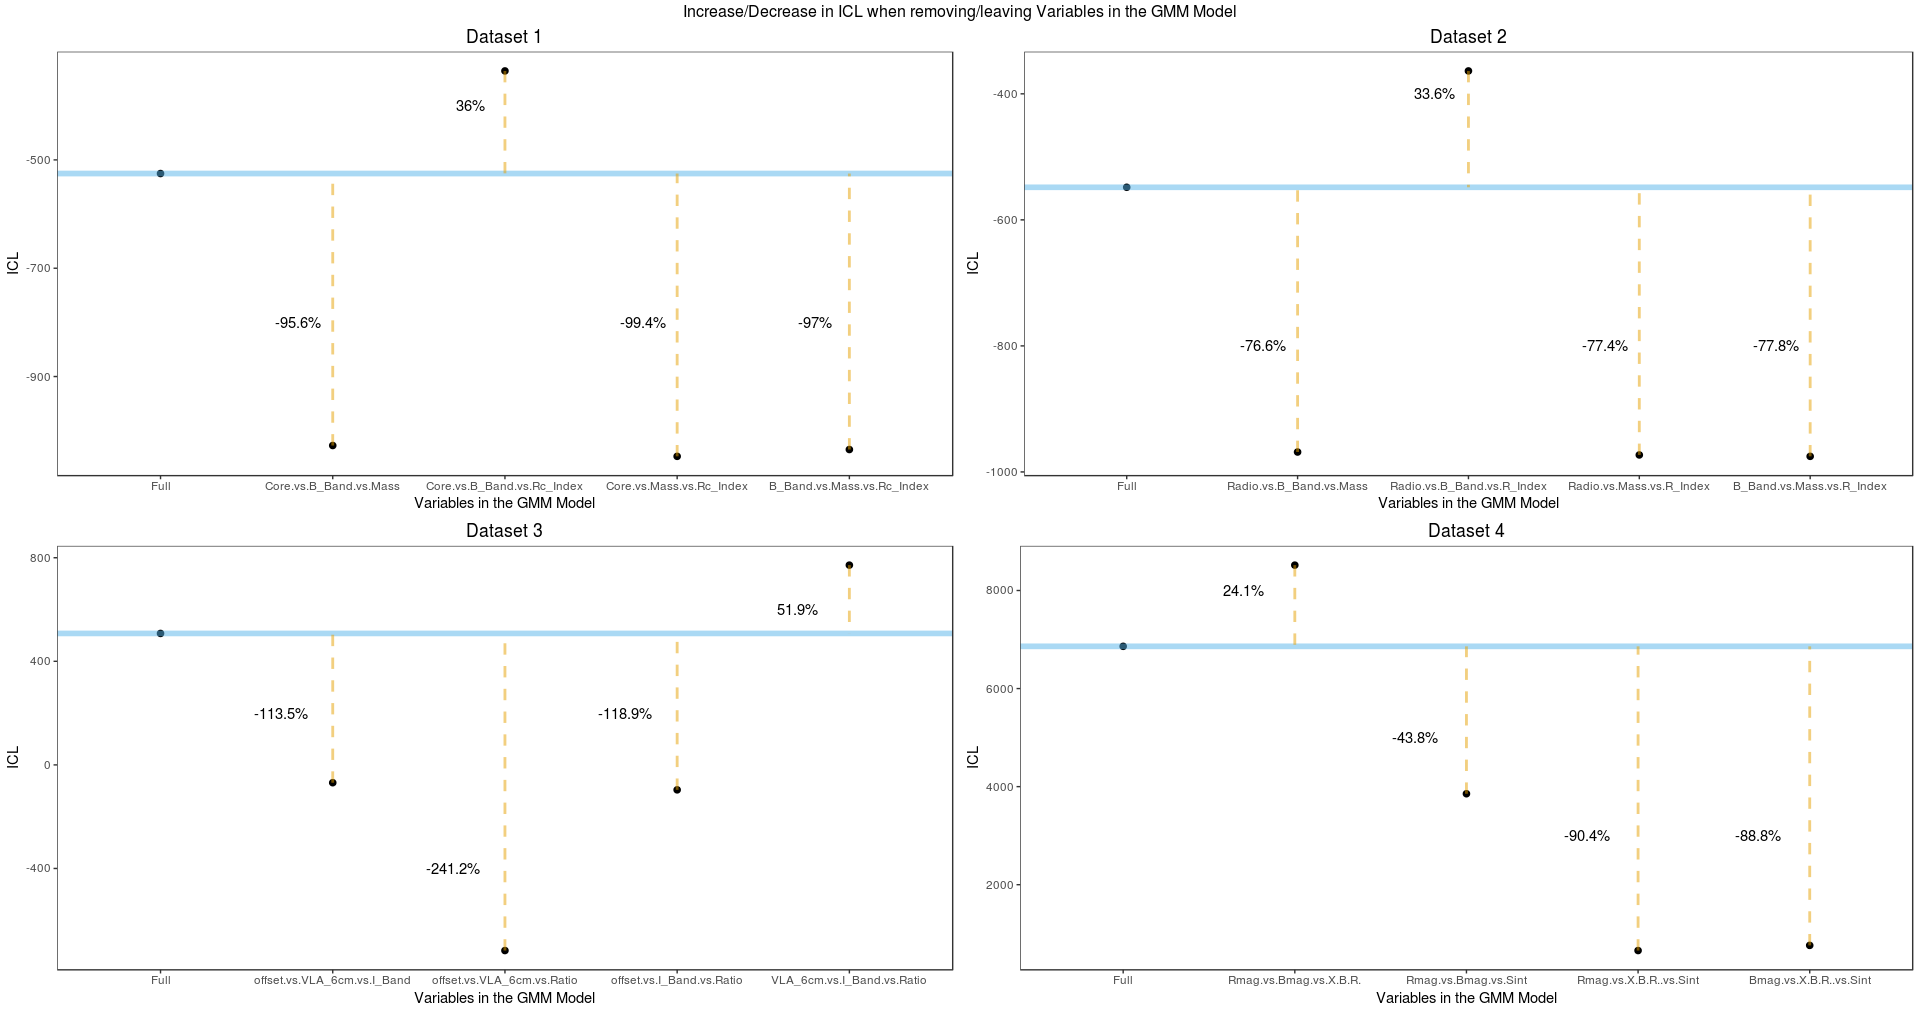 Increase/Decrease in ICL when removing/leaving Variables in the GMM Model
Dataset 1
ICL
-500
-700
-900
36%
-95.6%
-99.4%
-97%
Full
Core.vs.B_Band.vs.Mass
Core.vs.B_Band.vs.Rc_Index
Core.vs.Mass.vs.Rc_Index
B_Band.vs.Mass.vs.Rc_Index
Variables in the GMM Model
Dataset 2
ICL
-400
-600
-800
-1000
33.6%
-76.6%
-77.4%
-77.8%
Full
Radio.vs.B_Band.vs.Mass
Radio.vs.B_Band.vs.R_Index
Radio.vs.Mass.vs.R_Index
B_Band.vs.Mass.vs.R_Index
Variables in the GMM Model
Dataset 3
ICL
800
400
0
-400
51.9%
-113.5%
-118.9%
-241.2%
Full
offset.vs.VLA_6cm.vs.I_Band
offset.vs.VLA_6cm.vs.Ratio
offset.vs.I_Band.vs.Ratio
VLA_6cm.vs.I_Band.vs.Ratio
Variables in the GMM Model
Dataset 4
ICL
8000
6000
4000
2000
24.1%
-43.8%
-90.4%
-88.8%
Full
Rmag.vs.Bmag.vs.X.B.R.
Rmag.vs.Bmag.vs.Sint
Rmag.vs.X.B.R..vs.Sint
Bmag.vs.X.B.R..vs.Sint
Variables in the GMM Model